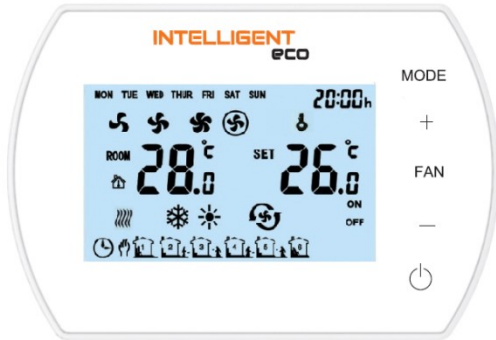 INTELLIGENT
eco
MON TUE WED THUR FRI SAT SUN 20:00h
ROOM 28.0°C SET 26.0°C
ON
OFF
MODE
+
FAN
—